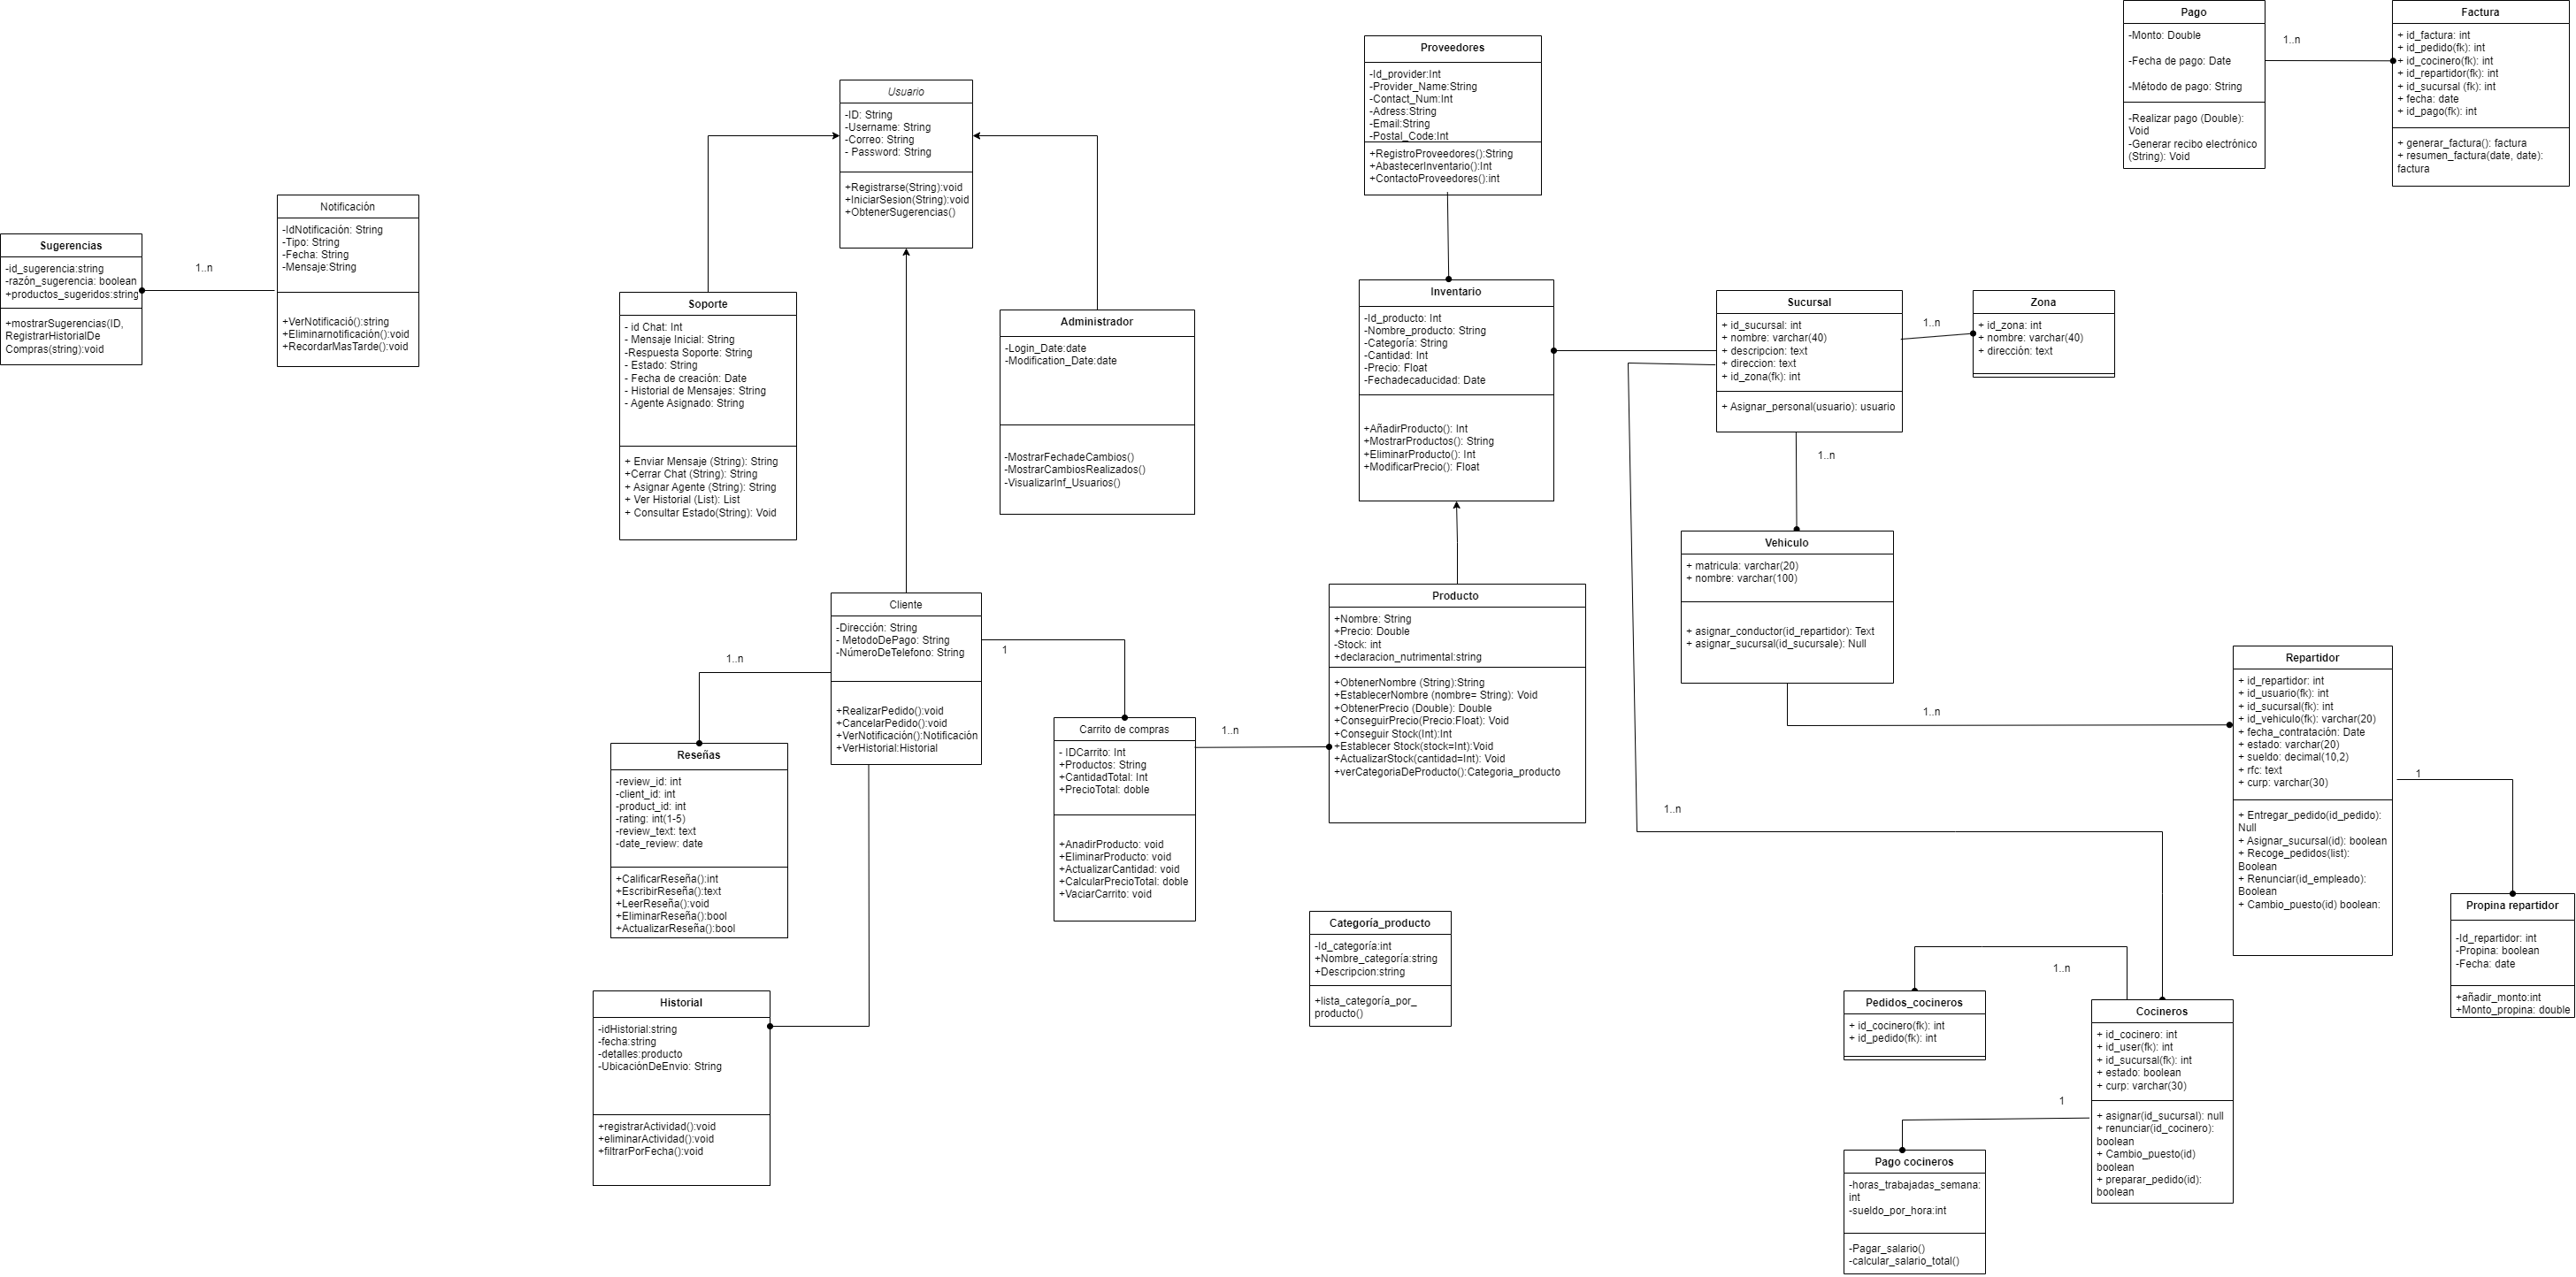 Pago
-Monto: Double
-Fecha de pago: Date
-Método de pago: String
-Realizar pago (Double):
Void
-Generar recibo electrónico
(String): Void
1..n
Factura
+ id_factura: int
+ id_pedido(fk): int
+ id_cocinero(fk): int
+ id_repartidor(fk): int
+ id_sucursal (fk): int
+ fecha: date
+ id_pago(fk): int
+ generar_factura(): factura
+ resumen_factura(date, date):
factura
Proveedores
-Id_provider:Int
-Provider_Name:String
-Contact_Num:Int
-Adress:String
-Email:String
-Postal_Code:Int
+RegistroProveedores():String
+AbastecerInventario():Int
+ContactoProveedores():int
Usuario
-ID: String
-Username: String
-Correo: String
- Password: String
+Registrarse(String):void
+IniciarSesion(String):void
+ObtenerSugerencias()
Notificación
-IdNotificación: String
-Tipo: String
-Fecha: String
-Mensaje:String
+VerNotificació():string
+Eliminarnotificación():void
+RecordarMasTarde():void
Sugerencias
-id_sugerencia:string
-razón_sugerencia: boolean
+productos_sugeridos:string
+mostrarSugerencias(ID,
RegistrarHistorialDe
Compras(string):void
1..n
Soporte
- id Chat: Int
- Mensaje Inicial: String
-Respuesta Soporte: String
- Estado: String
- Fecha de creación: Date
- Historial de Mensajes: String
- Agente Asignado: String
+ Enviar Mensaje (String): String
+Cerrar Chat (String): String
+ Asignar Agente (String): String
+ Ver Historial (List): List
+ Consultar Estado(String): Void
Administrador
-Login_Date:date
-Modification_Date:date
-MostrarFechadeCambios()
-MostrarCambiosRealizados()
-VisualizarInf_Usuarios()
Inventario
-Id_producto: Int
-Nombre_producto: String
-Categoría: String
-Cantidad: Int
-Precio: Float
-Fechadecaducidad: Date
+AñadirProducto(): Int
+MostrarProductos(): String
+EliminarProducto(): Int
+ModificarPrecio(): Float
Sucursal
+ id_sucursal: int
+ nombre: varchar(40)
+ descripcion: text
+ direccion: text
+ id_zona(fk): int
+ Asignar_personal(usuario): usuario
1..n
Zona
+ id_zona: int
+ nombre: varchar(40)
+ dirección: text
1..n
Vehiculo
+ matricula: varchar(20)
+ nombre: varchar(100)
+ asignar_conductor(id_repartidor): Text
+ asignar_sucursal(id_sucursale): Null
1..n
Cliente
-Dirección: String
- MetodoDePago: String
-NúmeroDeTelefono: String
+RealizarPedido():void
+CancelarPedido():void
+VerNotificación():Notificación
+VerHistorial:Historial
1..n
1
Producto
+Nombre: String
+Precio: Double
-Stock: int
+declaracion_nutrimental:string
+ObtenerNombre (String):String
+EstablecerNombre (nombre= String): Void
+ObtenerPrecio (Double): Double
+ConseguirPrecio(Precio:Float): Void
+Conseguir Stock(Int):Int
+Establecer Stock(stock=Int):Void
+ActualizarStock(cantidad=Int): Void
+verCategoriaDeProducto():Categoria_producto
Carrito de compras
- IDCarrito: Int
+Productos: String
+CantidadTotal: Int
+PrecioTotal: doble
+AnadirProducto: void
+EliminarProducto: void
+ActualizarCantidad: void
+CalcularPrecioTotal: doble
+VaciarCarrito: void
1..n
Reseñas
-review_id: int
-client_id: int
-product_id: int
-rating: int(1-5)
-review_text: text
-date_review: date
+CalificarReseña():int
+EscribirReseña():text
+LeerReseña():void
+EliminarReseña():bool
+ActualizarReseña():bool
Repartidor
+ id_repartidor: int
+ id_usuario(fk): int
+ id_sucursal(fk): int
+ id_vehiculo(fk): varchar(20)
+ fecha_contratación: Date
+ estado: varchar(20)
+ sueldo: decimal(10,2)
+ rfc: text
+ curp: varchar(30)
+ Entregar_pedido(id_pedido):
Null
+ Asignar_sucursal(id): boolean
+ Recoge_pedidos(list):
Boolean
+ Renunciar(id_empleado):
Boolean
+ Cambio_puesto(id) boolean:
1
1..n
Propina repartidor
-Id_repartidor: int
-Propina: boolean
-Fecha: date
+añadir_monto:int
+Monto_propina: double
Categoría_producto
-Id_categoría:int
+Nombre_categoría:string
+Descripcion:string
+lista_categoría_por_
producto()
Historial
-idHistorial:string
-fecha:string
-detalles:producto
-UbicaciónDeEnvio: String
+registrarActividad():void
+eliminarActividad():void
+filtrarPorFecha():void
1..n
Pedidos_cocineros
+ id_cocinero(fk): int
+ id_pedido(fk): int
Cocineros
+ id_cocinero: int
+ id_user(fk): int
+ id_sucursal(fk): int
+ estado: boolean
+ curp: varchar(30)
+ asignar(id_sucursal): null
+ renunciar(id_cocinero):
boolean
+ Cambio_puesto(id)
boolean
+ preparar_pedido(id):
boolean
1
Pago cocineros
-horas_trabajadas_semana:
int
-sueldo_por_hora:int
-Pagar_salario()
-calcular_salario_total()